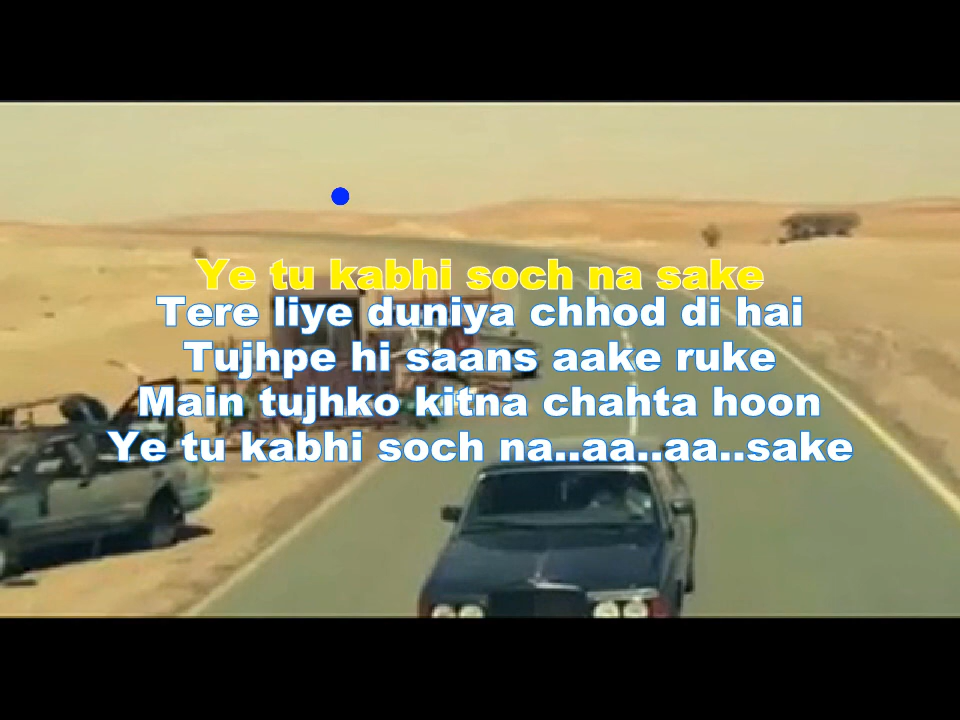 Ye tu kabhi soch na sake
Tere liye duniya chhod di hai
Tujhpe hi saans aake ruke
Main tujhko kitna chahta hoon
Ye tu kabhi soch na..aa..aa..sake